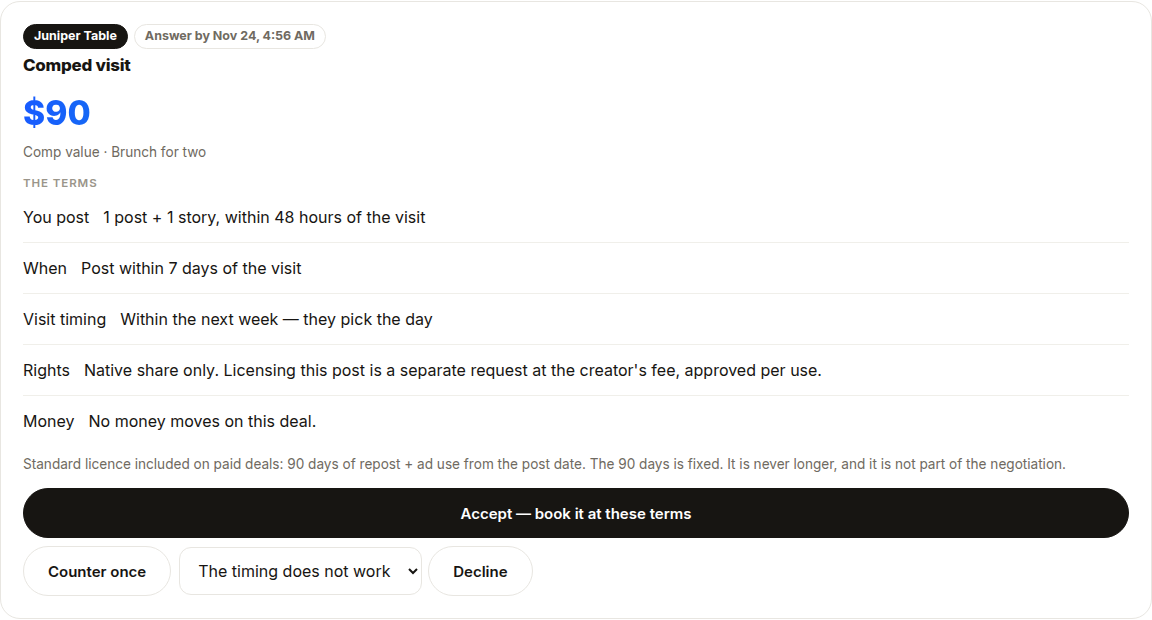 Juniper Table Answer by Nov 24, 4:56 AM
Comped visit
$90
Comp value · Brunch for two
THE TERMS
You post 1 post + 1 story, within 48 hours of the visit
When Post within 7 days of the visit
Visit timing Within the next week — they pick the day
Rights Native share only. Licensing this post is a separate request at the creator's fee, approved per use.
Money No money moves on this deal.
Standard licence included on paid deals: 90 days of repost + ad use from the post date. The 90 days is fixed. It is never longer, and it is not part of the negotiation.
Accept — book it at these terms
Counter once The timing does not work Decline